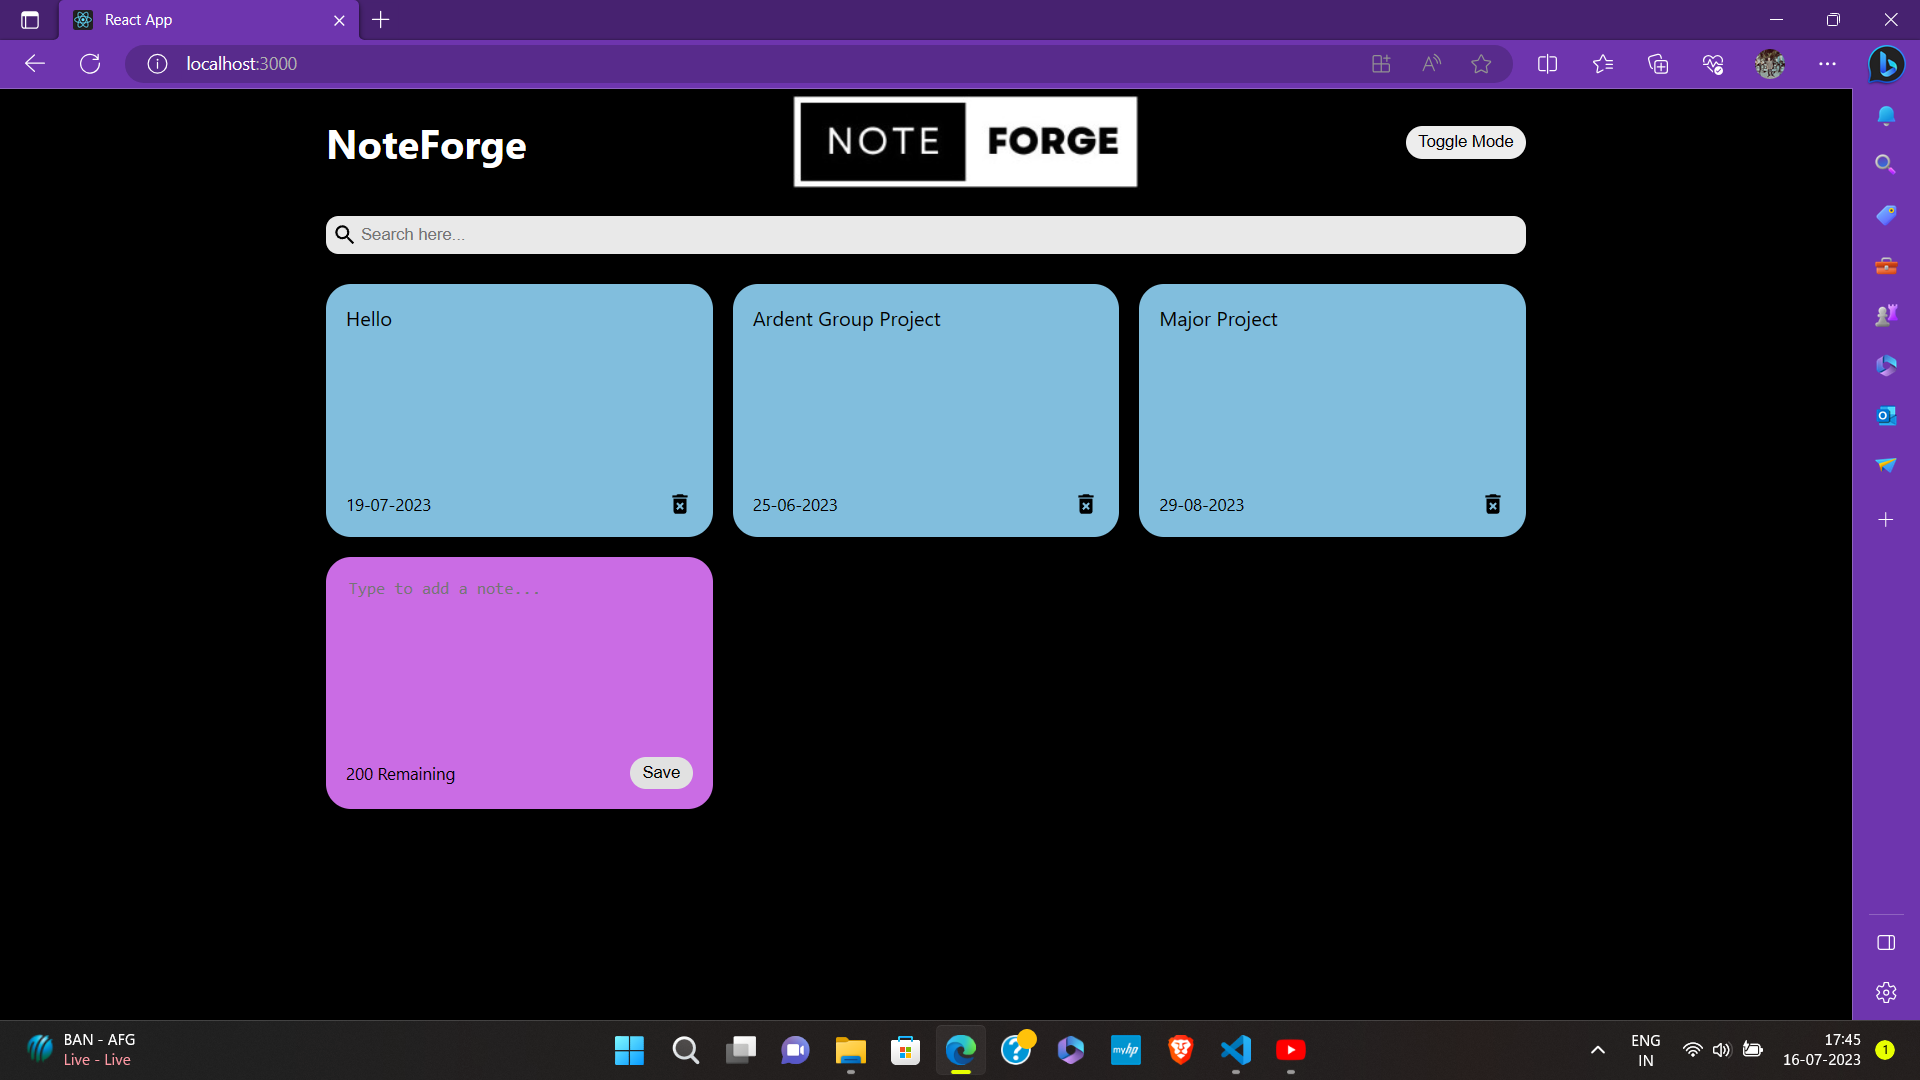 React App
localhost:3000
NoteForge
NOTE FORGE
Toggle Mode
Search here...
Hello
Ardent Group Project
Major Project
19-07-2023
25-06-2023
29-08-2023
Type to add a note...
200 Remaining
Save
BAN - AFG
Live - Live
myhp
ENG
IN
17:45
16-07-2023
1